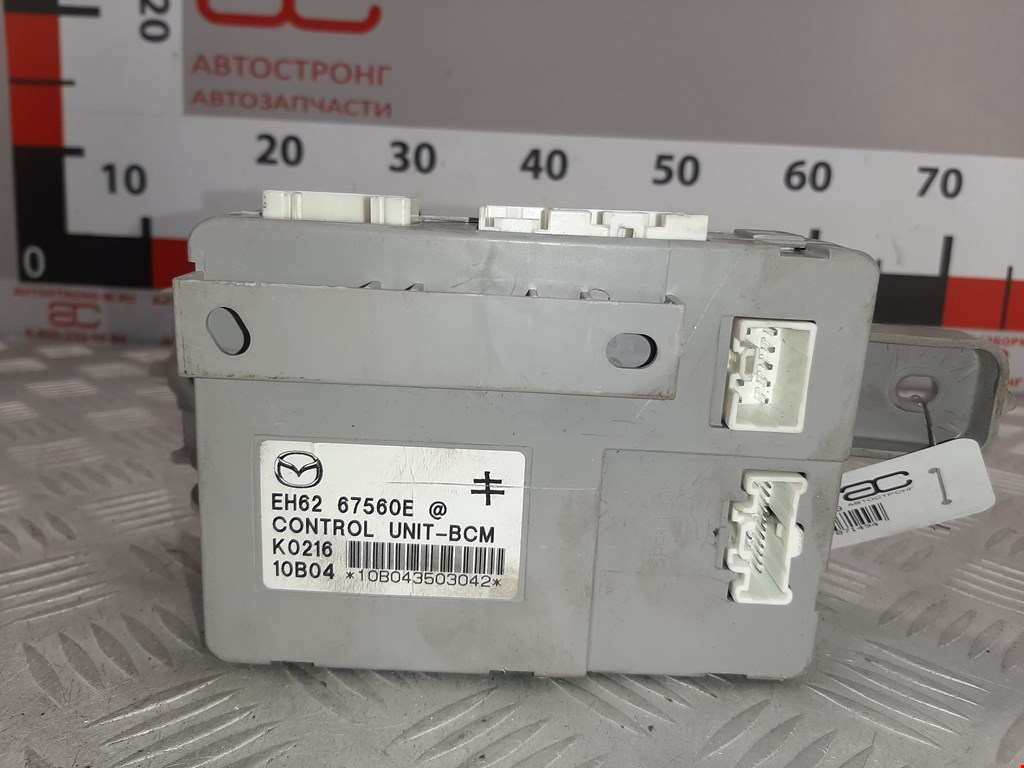 20
АВТОСТРОНГ
АВТОЗАПЧАСТИ
10 20 30 40 50 60 70
0
EH62 67560E @
CONTROL UNIT-BCM
K0216
10B04 *10B043503042*
АВТОСТРОНГ